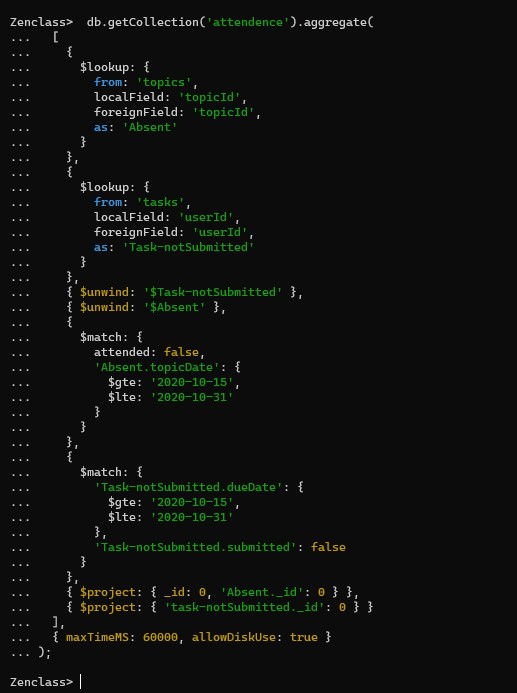 Zenclass>  db.getCollection('attendence').aggregate(
...   [
...     {
...       $lookup: {
...         from: 'topics',
...         localField: 'topicId',
...         foreignField: 'topicId',
...         as: 'Absent'
...       }
...     },
...     {
...       $lookup: {
...         from: 'tasks',
...         localField: 'userId',
...         foreignField: 'userId',
...         as: 'Task-notSubmitted'
...       }
...     },
...     { $unwind: '$Task-notSubmitted' },
...     { $unwind: '$Absent' },
...     {
...       $match: {
...         attended: false,
...         'Absent.topicDate': {
...           $gte: '2020-10-15',
...           $lte: '2020-10-31'
...         }
...       }
...     },
...     {
...       $match: {
...         'Task-notSubmitted.dueDate': {
...           $gte: '2020-10-15',
...           $lte: '2020-10-31'
...         },
...         'Task-notSubmitted.submitted': false
...       }
...     },
...     { $project: { _id: 0, 'Absent._id': 0 } },
...     { $project: { 'task-notSubmitted._id': 0 } }
...   ],
...   { maxTimeMS: 60000, allowDiskUse: true }
... );
Zenclass>